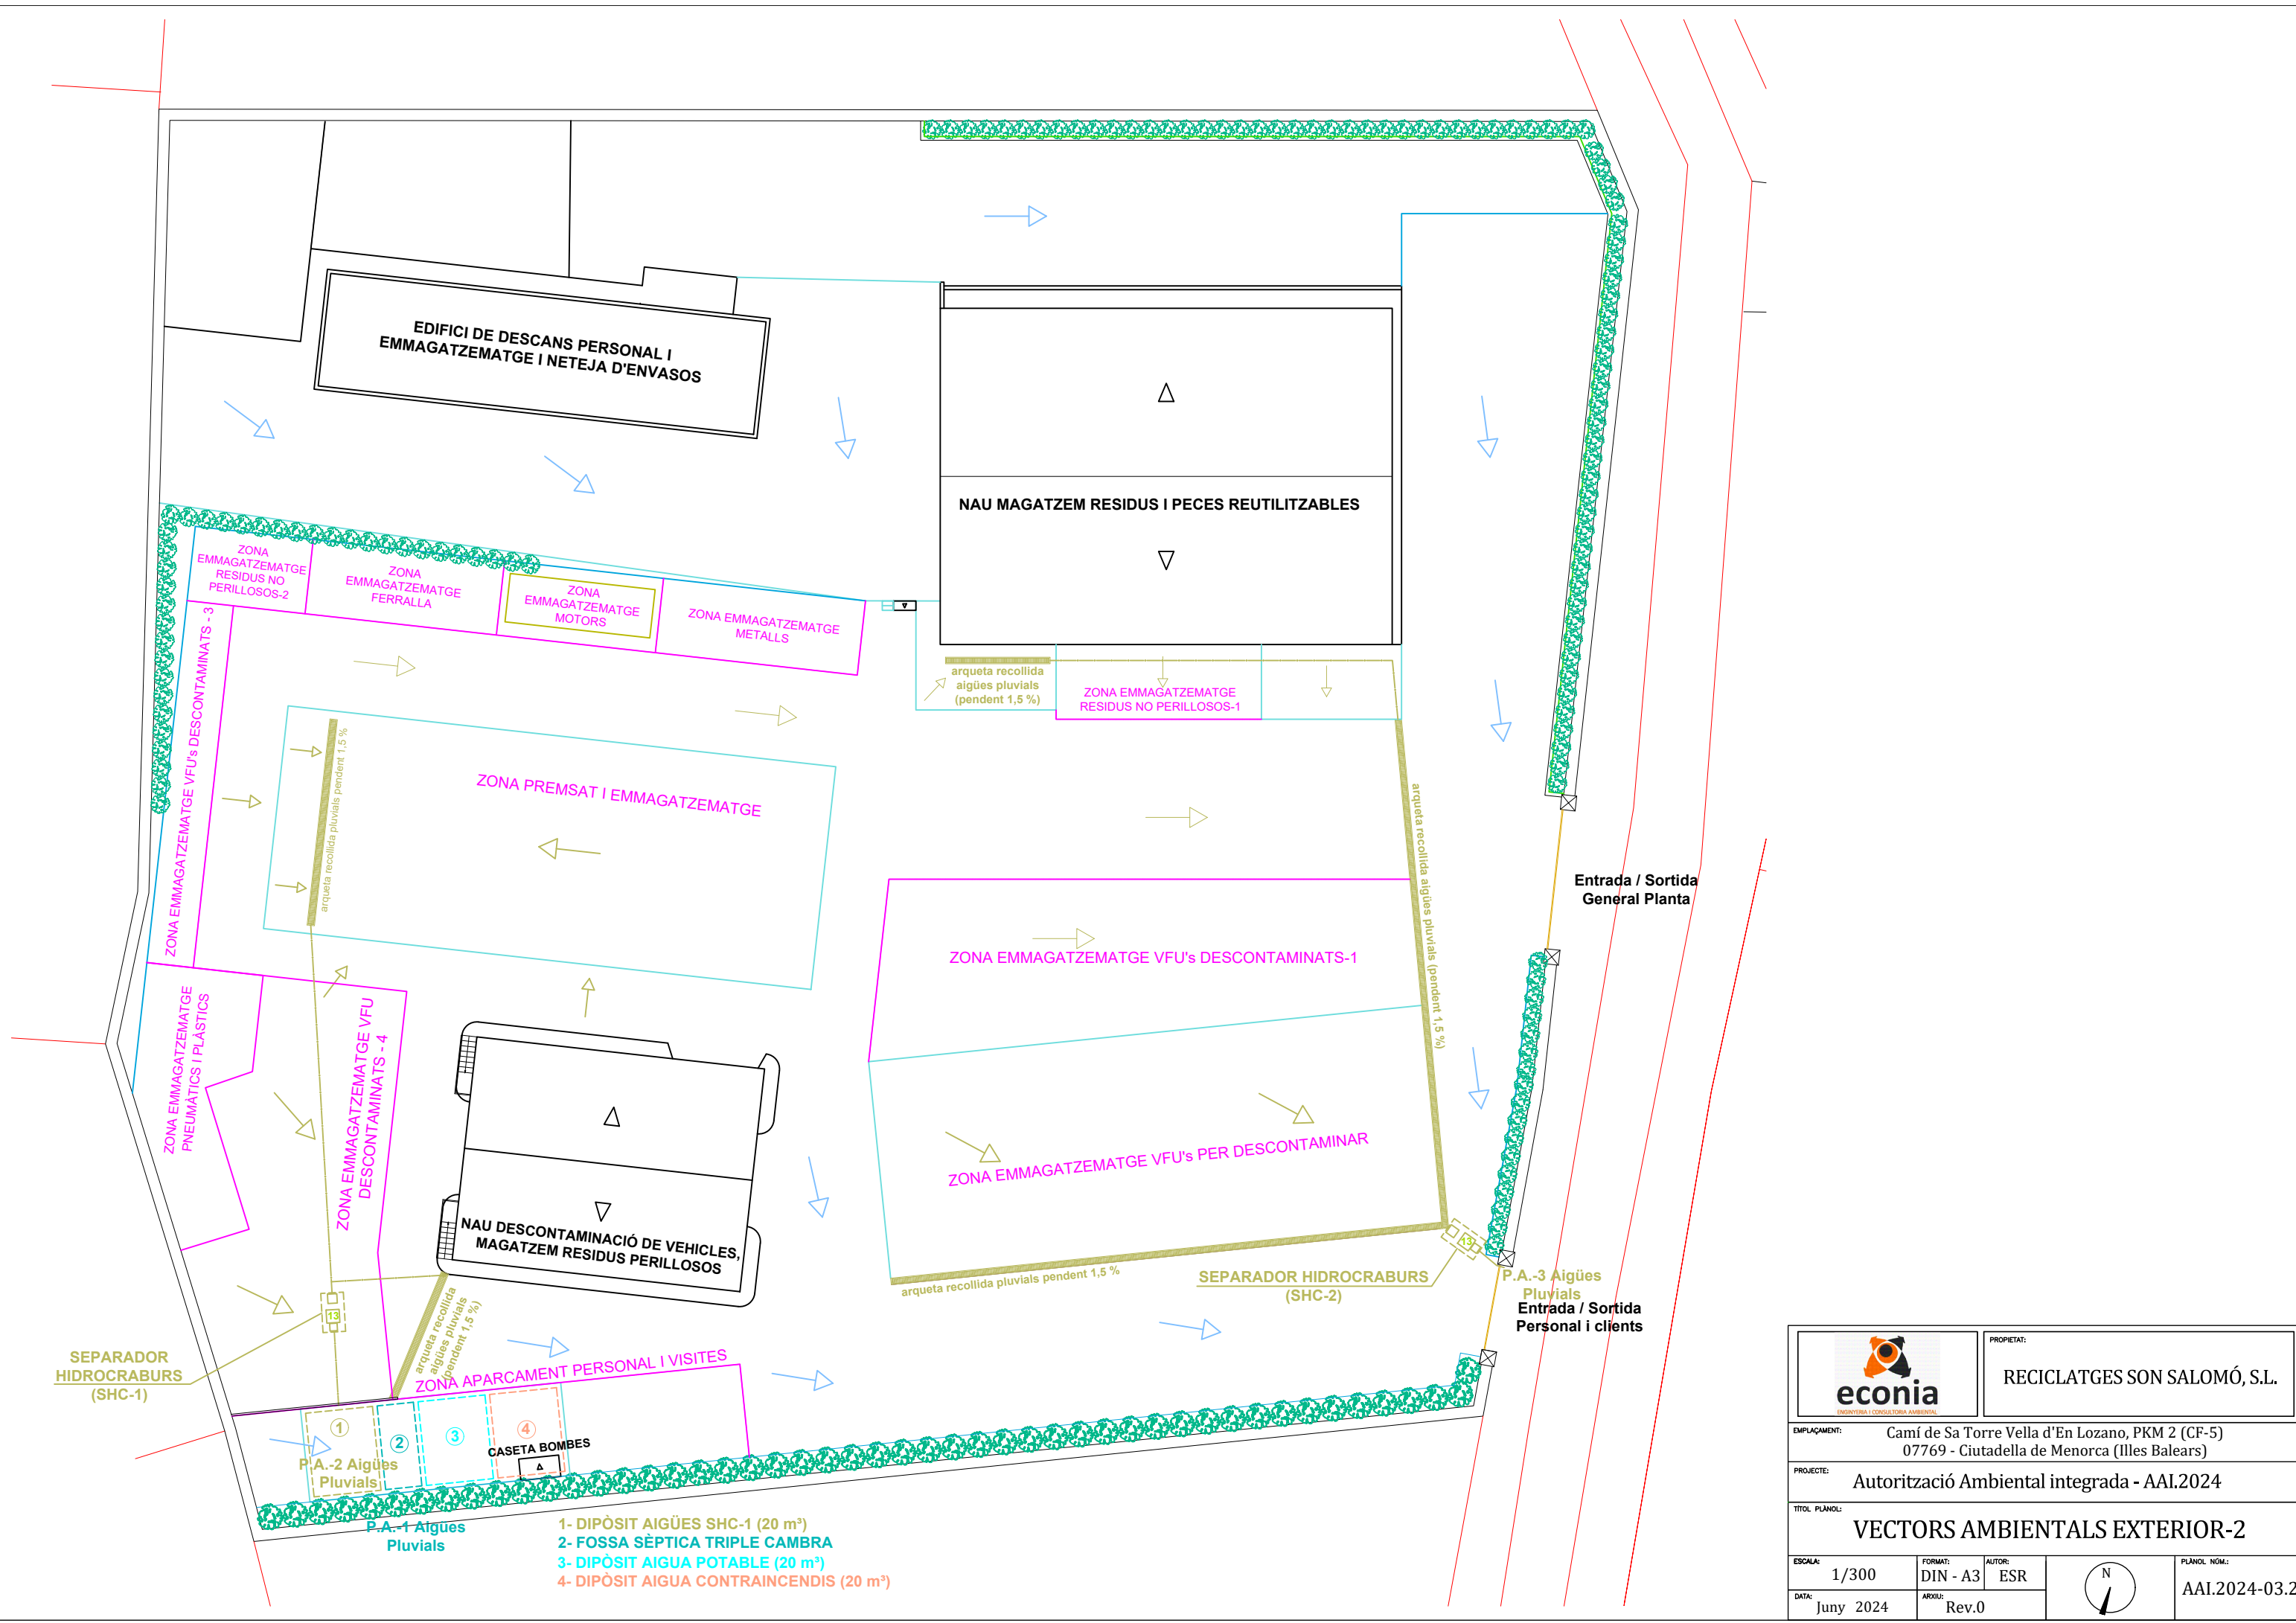 EDIFICI DE DESCANS PERSONAL I
EMMAGATZEMATGE I NETEJA D'ENVASOS
NAU MAGATZEM RESIDUS I PECES REUTILITZABLES
ZONA
EMMAGATZEMATGE
RESIDUS NO
PERILLOSOS-2
ZONA
EMMAGATZEMATGE
FERRALLA
ZONA
EMMAGATZEMATGE
MOTORS
ZONA EMMAGATZEMATGE
METALLS
arqueta recollida
aigües pluvials
(pendent 1,5 %)
ZONA EMMAGATZEMATGE
RESIDUS NO PERILLOSOS-1
ZONA EMMAGATZEMATGE VFU's DESCONTAMINATS - 3
arqueta recollida pluvials pendent 1,5 %
ZONA PREMSAT I EMMAGATZEMATGE
arqueta recollida aigües pluvials (pendent 1,5 %)
Entrada / Sortida
General Planta
ZONA EMMAGATZEMATGE VFU's DESCONTAMINATS-1
ZONA EMMAGATZEMATGE
PNEUMÀTICS I PLÀSTICS
ZONA EMMAGATZEMATGE VFU
DESCONTAMINATS - 4
ZONA EMMAGATZEMATGE VFU's PER DESCONTAMINAR
NAU DESCONTAMINACIÓ DE VEHICLES,
MAGATZEM RESIDUS PERILLOSOS
arqueta recollida pluvials pendent 1,5 %
SEPARADOR HIDROCRABURS
(SHC-2)
13
P.A.-3 Aigües
Pluvials
Entrada / Sortida
Personal i clients
13
SEPARADOR
HIDROCRABURS
(SHC-1)
arqueta recollida
aigües pluvials
(pendent 1,5 %)
ZONA APARCAMENT PERSONAL I VISITES
1
2
3
4
CASETA BOMBES
P.A.-2 Aigües
Pluvials
P.A.-1 Aigües
Pluvials
1- DIPÒSIT AIGÜES SHC-1 (20 m³)
2- FOSSA SÈPTICA TRIPLE CAMBRA
3- DIPÒSIT AIGUA POTABLE (20 m³)
4- DIPÒSIT AIGUA CONTRAINCENDIS (20 m³)
econia
ENGINYERIA I CONSULTORIA AMBIENTAL
PROPIETAT:
RECICLATGES SON SALOMÓ, S.L.
EMPLAÇAMENT:
Camí de Sa Torre Vella d'En Lozano, PKM 2 (CF-5)
07769 - Ciutadella de Menorca (Illes Balears)
PROJECTE:
Autorització Ambiental integrada - AAI.2024
TÍTOL PLÀNOL:
VECTORS AMBIENTALS EXTERIOR-2
ESCALA:
1/300
FORMAT:
DIN - A3
AUTOR:
ESR
DATA:
Juny 2024
ARXIU:
Rev.0
N
PLÀNOL NÚM.:
AAI.2024-03.2